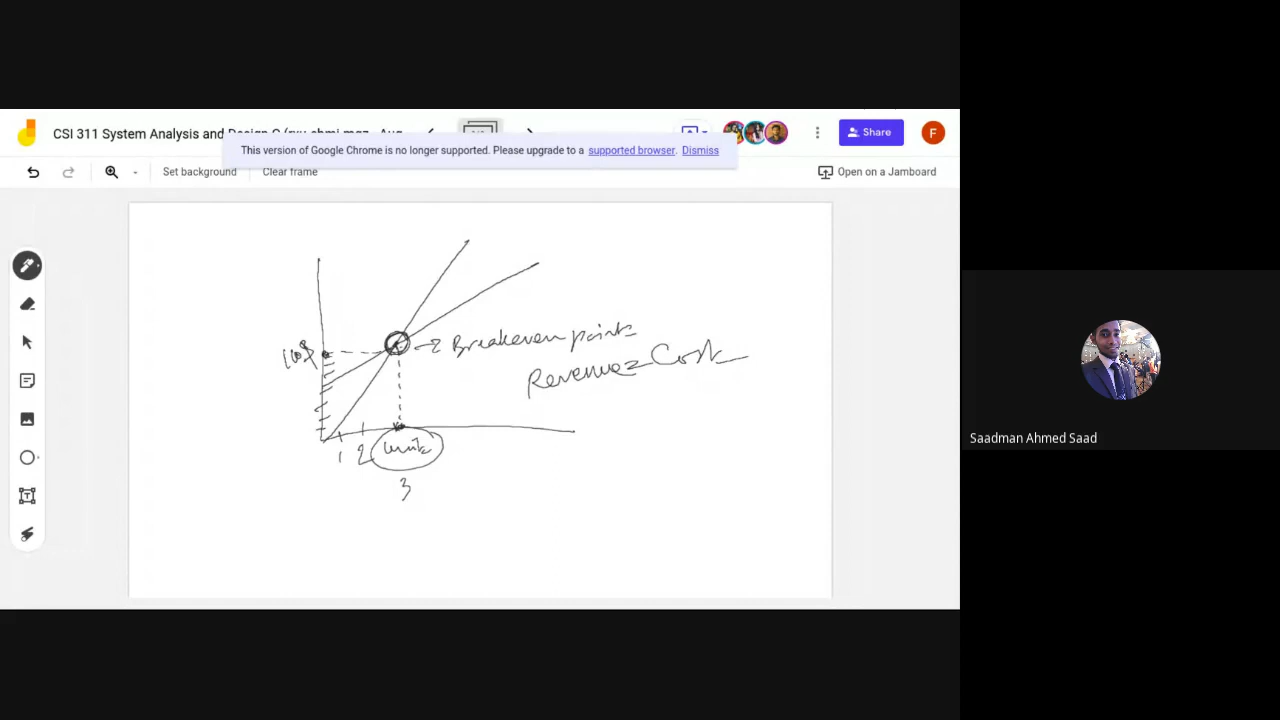 CSI 311 System Analysis and Design
This version of Google Chrome is no longer supported. Please upgrade to a supported browser. Dismiss
Share
F
Set background
Clear frame
Open on a Jamboard
Breakeven point
Revenue = Cost
1
2
unit
3
T
Saadman Ahmed Saad